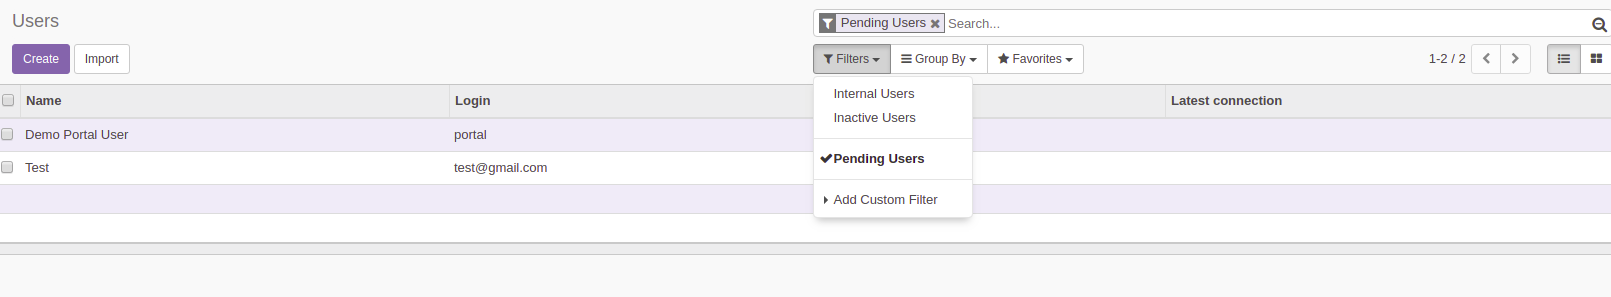 Users
Pending Users Search...
Create Import
Filters Group By Favorites 1-2 / 2
Name Login Latest connection
Demo Portal User portal
Test test@gmail.com
Internal Users
Inactive Users
Pending Users
Add Custom Filter